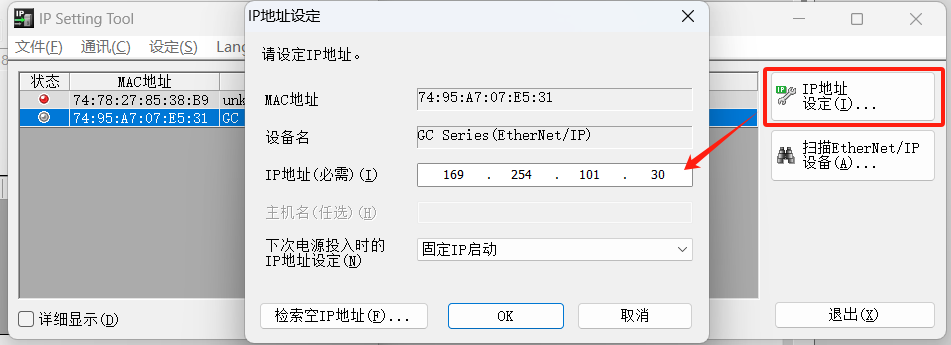 IP Setting Tool
文件(F) 通讯(C) 设定(S) Lang
状态 MAC地址
74:78:27:85:38:B9 unk
74:95:A7:07:E5:31 GC
详细显示(D)
IP地址设定
请设定IP地址。
MAC地址 74:95:A7:07:E5:31
设备名 GC Series(EtherNet/IP)
IP地址(必需)(I) 169 . 254 . 101 . 30
主机名(任选)(H)
下次电源投入时的
IP地址设定(N) 固定IP启动
检索空IP地址(F)... OK 取消
IP地址
设定(I)...
扫描EtherNet/IP
设备(A)...
退出(X)